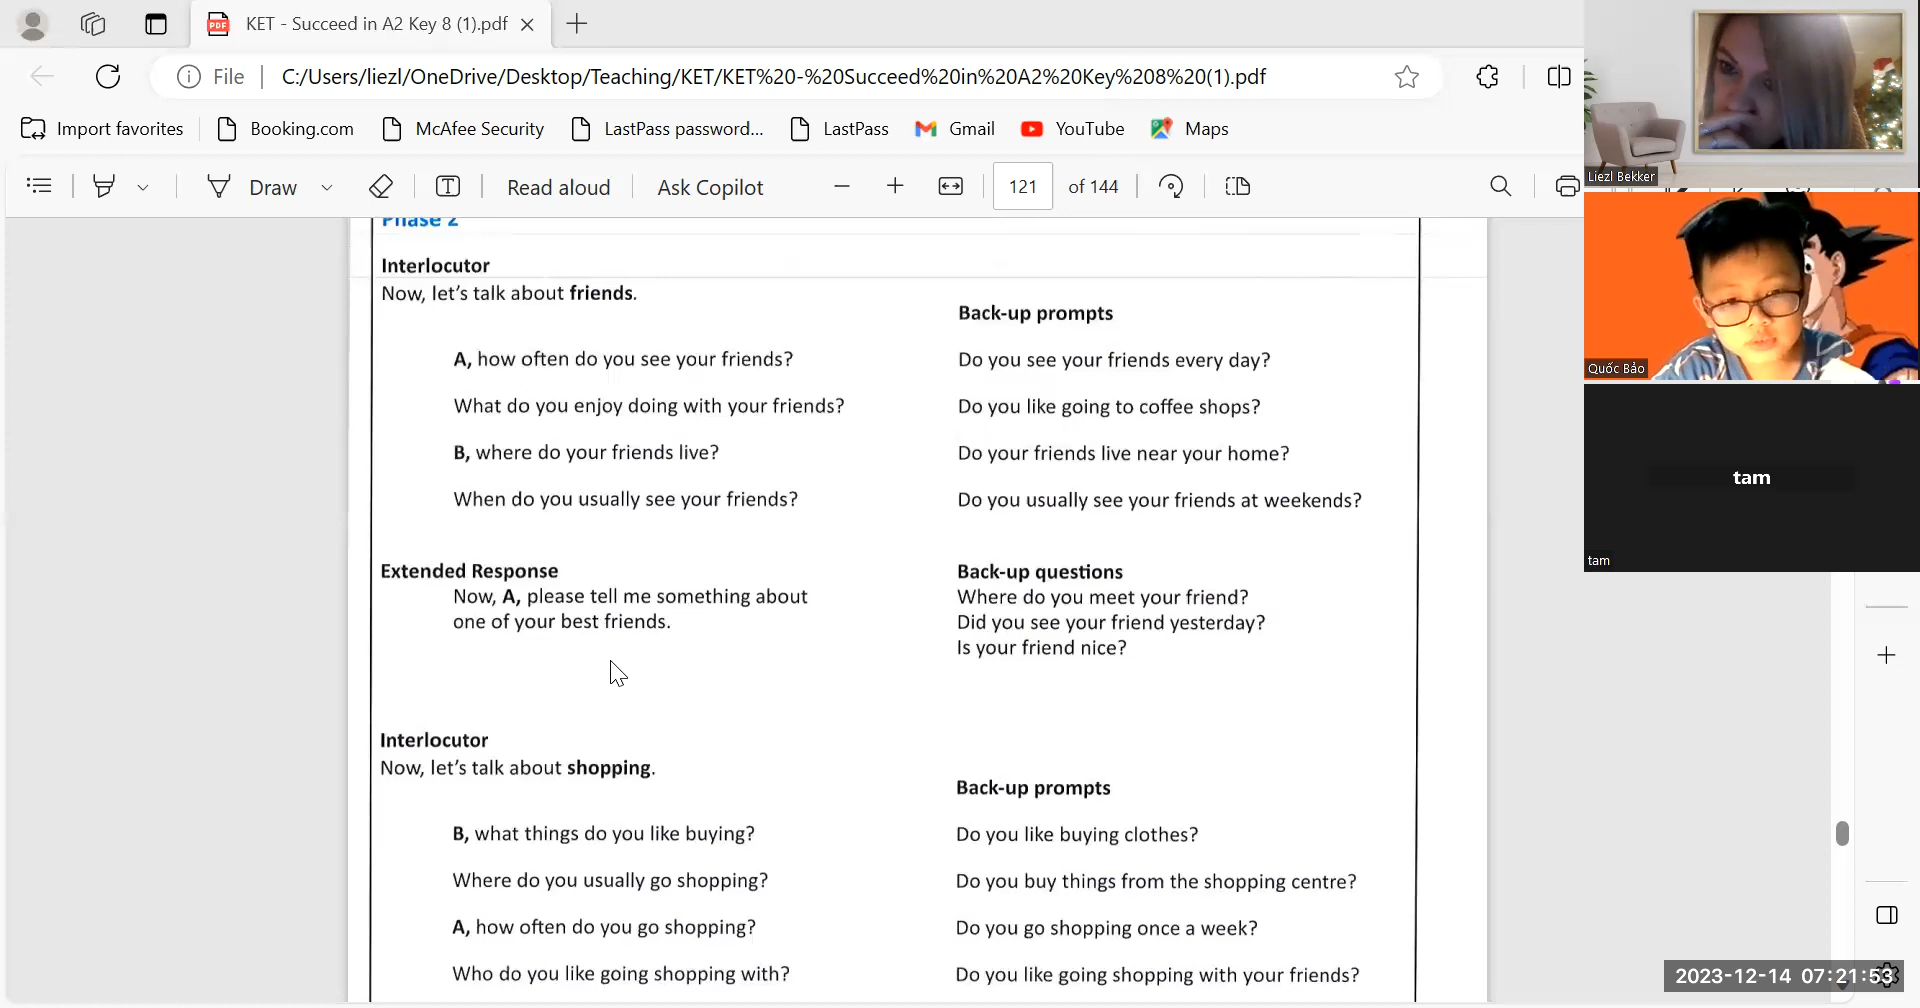 KET - Succeed in A2 Key 8 (1).pdf
File
C:/Users/liezl/OneDrive/Desktop/Teaching/KET/KET%20-%20Succeed%20in%20A2%20Key%208%20(1).pdf
Import favorites
Booking.com
McAfee Security
LastPass password...
LastPass
Gmail
YouTube
Maps
Draw
Read aloud
Ask Copilot
121
of 144
Phase 2
Interlocutor
Now, let's talk about friends.
Back-up prompts
A, how often do you see your friends?
Do you see your friends every day?
What do you enjoy doing with your friends?
Do you like going to coffee shops?
B, where do your friends live?
Do your friends live near your home?
When do you usually see your friends?
Do you usually see your friends at weekends?
Extended Response
Now, A, please tell me something about
one of your best friends.
Back-up questions
Where do you meet your friend?
Did you see your friend yesterday?
Is your friend nice?
Interlocutor
Now, let's talk about shopping.
Back-up prompts
B, what things do you like buying?
Do you like buying clothes?
Where do you usually go shopping?
Do you buy things from the shopping centre?
A, how often do you go shopping?
Do you go shopping once a week?
Who do you like going shopping with?
Do you like going shopping with your friends?
Liezl Bekker
Quốc Bảo
tam
tam
2023-12-14 07:21:53